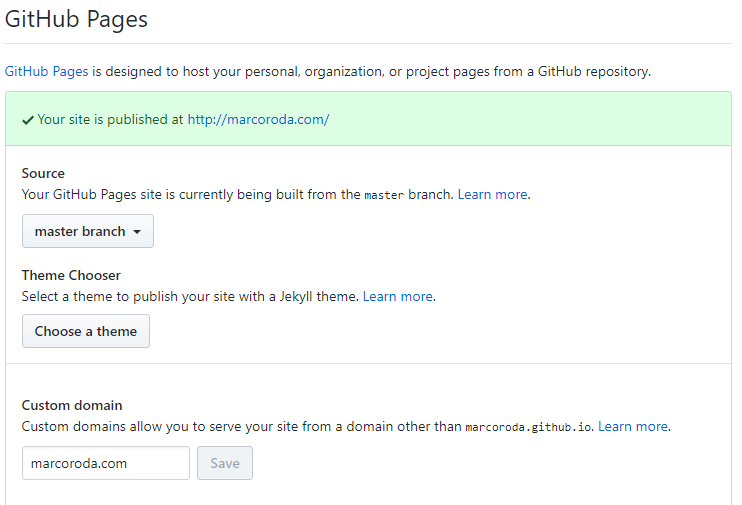 GitHub Pages
GitHub Pages is designed to host your personal, organization, or project pages from a GitHub repository.
Your site is published at http://marcoroda.com/
Source
Your GitHub Pages site is currently being built from the master branch. Learn more.
master branch
Theme Chooser
Select a theme to publish your site with a Jekyll theme. Learn more.
Choose a theme
Custom domain
Custom domains allow you to serve your site from a domain other than marcoroda.github.io. Learn more.
marcoroda.com Save